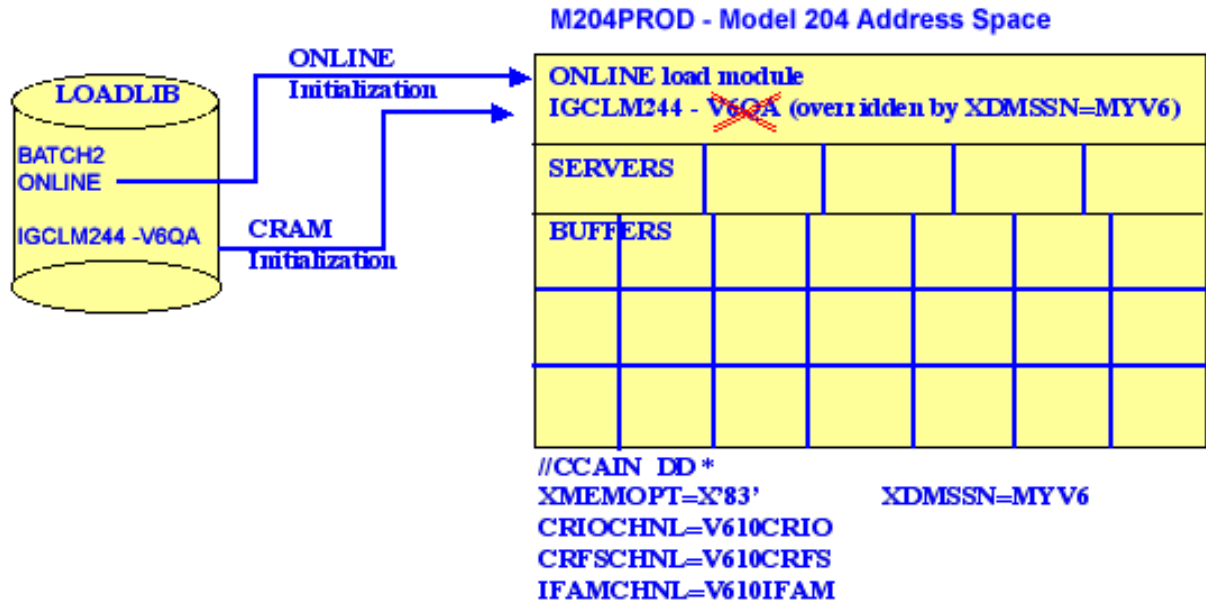 M204PROD - Model 204 Address Space
ONLINE
Initialization
LOADLIB
BATCH2
ONLINE
IGCLM244 -V6QA
CRAM
Initialization
ONLINE load module
IGCLM244 - V6QA (overridden by XDMSSN=MYV6)
SERVERS
BUFFERS
//CCAIN DD *
XMEMOPT=X'83' XDMSSN=MYV6
CRIOCHNL=V610CRIO
CRFSCHNL=V610CRFS
IFAMCHNL=V610IFAM